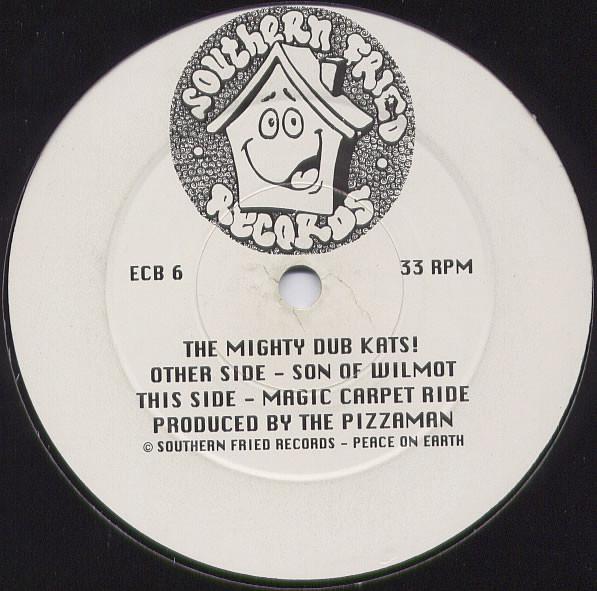 SOUTHERN FRIED
RECORDS
ECB 6
33 RPM
THE MIGHTY DUB KATS!
OTHER SIDE - SON OF WILMOT
THIS SIDE - MAGIC CARPET RIDE
PRODUCED BY THE PIZZAMAN
© SOUTHERN FRIED RECORDS - PEACE ON EARTH